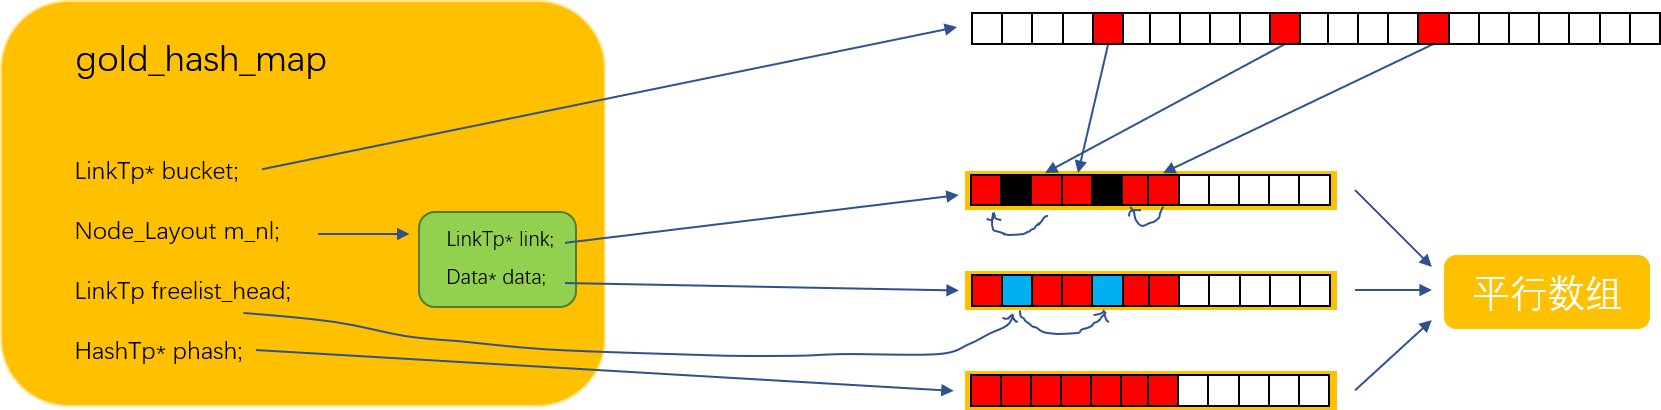 gold_hash_map
LinkTp* bucket;
Node_Layout m_nl;
LinkTp* link;
Data* data;
LinkTp freelist_head;
HashTp* phash;
平行数组